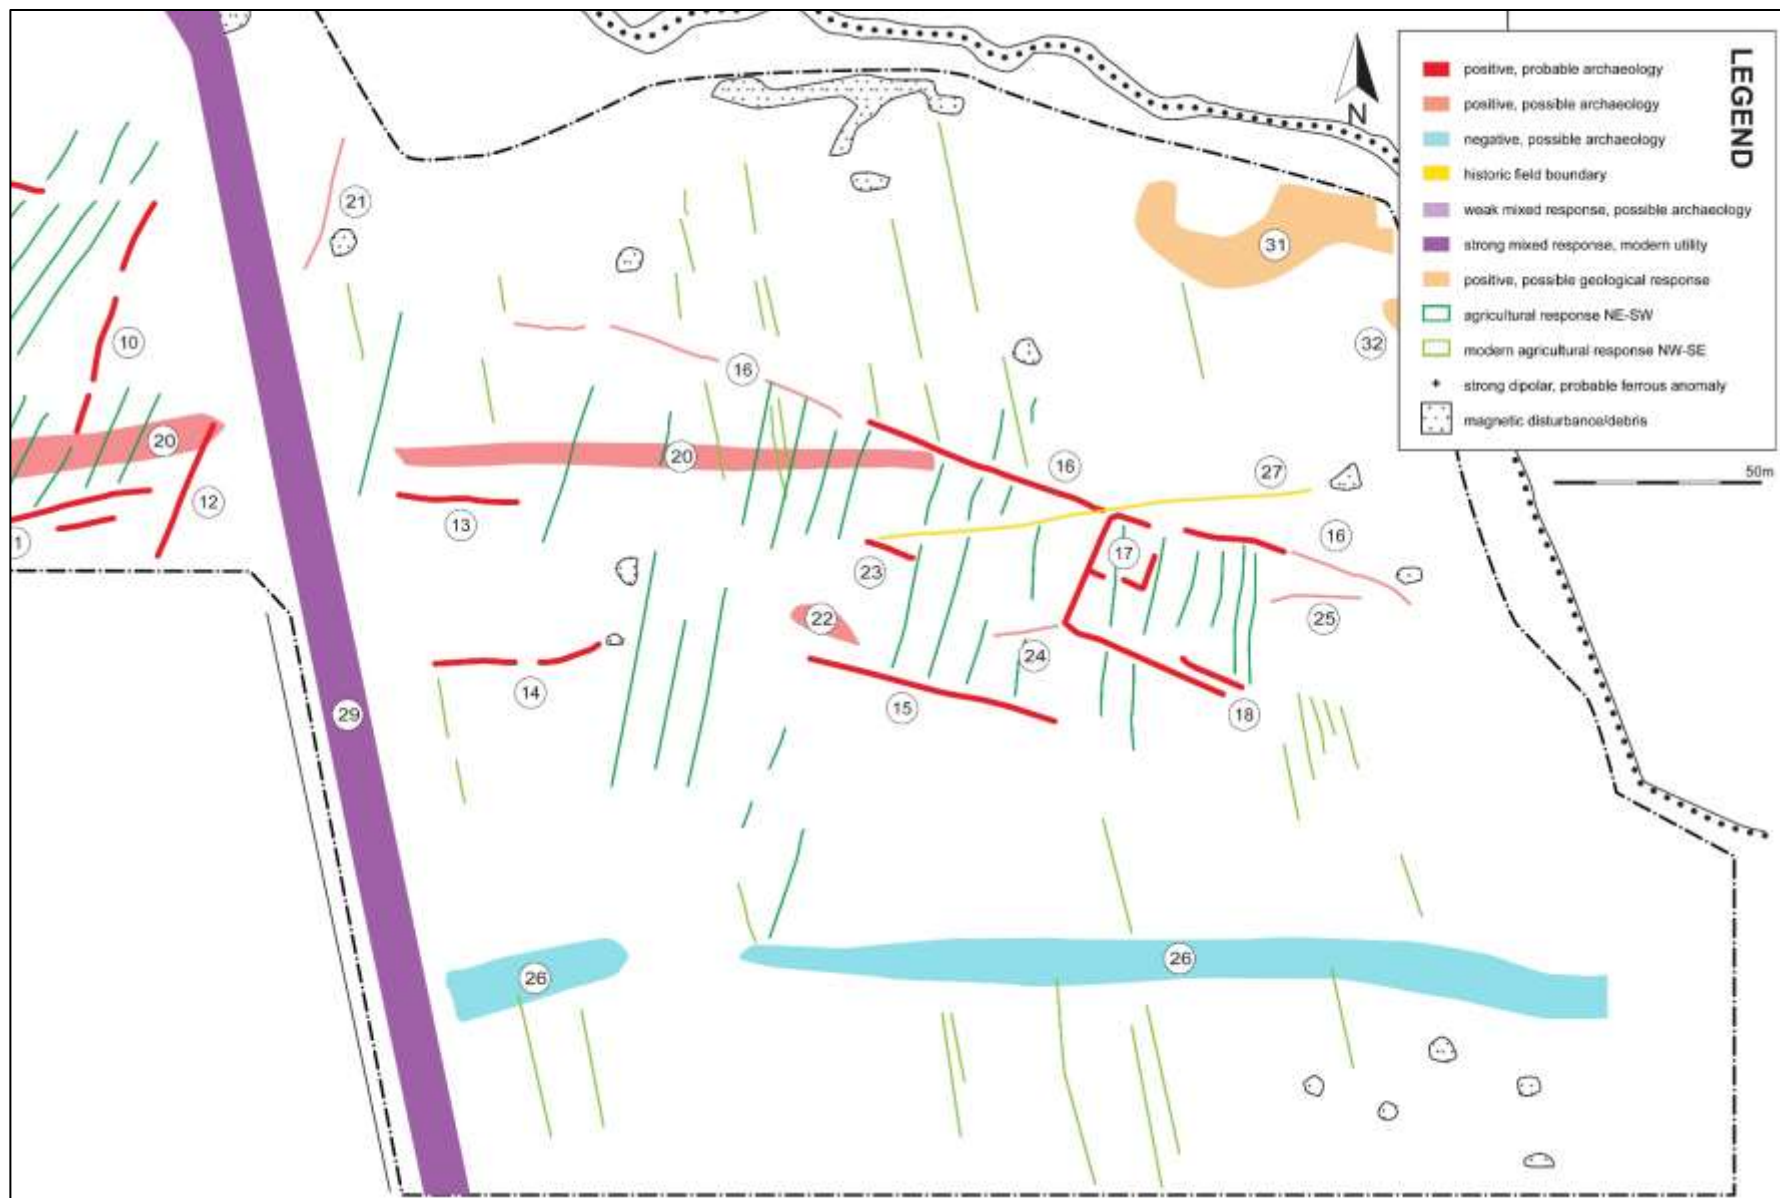 LEGEND
positive, probable archaeology
positive, possible archaeology
negative, possible archaeology
historic field boundary
weak mixed response, possible archaeology
strong mixed response, modern utility
positive, possible geological response
agricultural response NE-SW
modern agricultural response NW-SE
strong dipolar, probable ferrous anomaly
magnetic disturbance/debris
N
50m
21
31
10
32
16
20
20
16
27
12
13
1
16
17
23
22
25
24
14
15
18
29
26
26